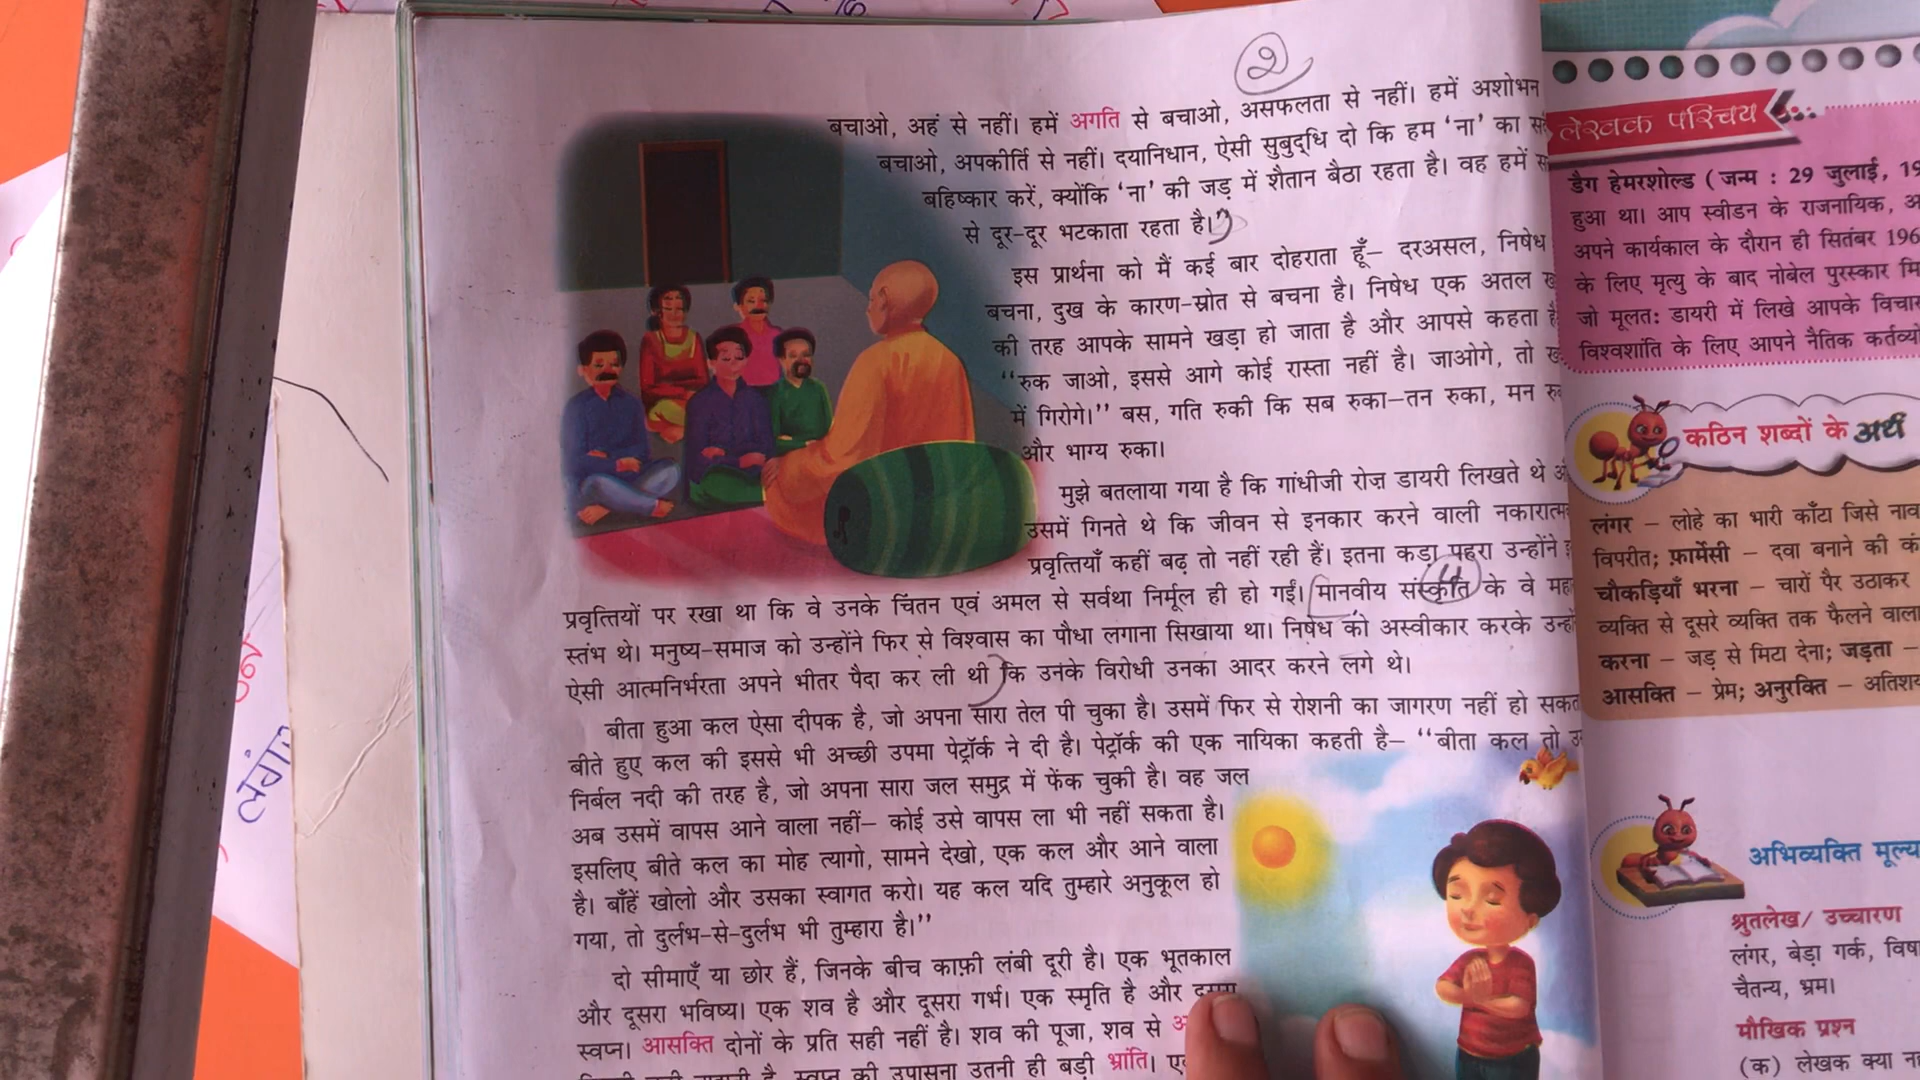 २
बचाओ, अहं से नहीं। हमें अगति से बचाओ, असफलता से नहीं। हमें अशोभन
बचाओ, अपकीर्ति से नहीं। दयानिधान, ऐसी सुबुद्धि दो कि हम ‘ना’ का
बहिष्कार करें, क्योंकि ‘ना’ की जड़ में शैतान बैठा रहता है। वह हमें
से दूर-दूर भटकाता रहता है।”
इस प्रार्थना को मैं कई बार दोहराता हूँ– दरअसल, निषेध
बचना, दुख के कारण-स्रोत से बचना है। निषेध एक अतल
की तरह आपके सामने खड़ा हो जाता है और आपसे कहता
“रुक जाओ, इससे आगे कोई रास्ता नहीं है। जाओगे, तो
में गिरोगे।” बस, गति रुकी कि सब रुका–तन रुका, मन
और भाग्य रुका।
मुझे बतलाया गया है कि गांधीजी रोज़ डायरी लिखते थे
उसमें गिनते थे कि जीवन से इनकार करने वाली
प्रवृत्तियाँ कहीं बढ़ तो नहीं रही हैं। इतना कड़ा पहरा उन्होंने
प्रवृत्तियों पर रखा था कि वे उनके चिंतन एवं अमल से सर्वथा निर्मूल ही हो गईं। मानवीय संस्कृति के वे
स्तंभ थे। मनुष्य-समाज को उन्होंने फिर से विश्वास का पौधा लगाना सिखाया था। निषेध को अस्वीकार करके
ऐसी आत्मनिर्भरता अपने भीतर पैदा कर ली थी कि उनके विरोधी उनका आदर करने लगे थे।
बीता हुआ कल ऐसा दीपक है, जो अपना सारा तेल पी चुका है। उसमें फिर से रोशनी का जागरण नहीं हो
बीते हुए कल की इससे भी अच्छी उपमा पेट्रॉर्क ने दी है। पेट्रॉर्क की एक नायिका कहती है– “बीता कल तो
निर्बल नदी की तरह है, जो अपना सारा जल समुद्र में फेंक चुकी है। वह जल
अब उसमें वापस आने वाला नहीं– कोई उसे वापस ला भी नहीं सकता है।
इसलिए बीते कल का मोह त्यागो, सामने देखो, एक कल और आने वाला
है। बाँहें खोलो और उसका स्वागत करो। यह कल यदि तुम्हारे अनुकूल हो
गया, तो दुर्लभ-से-दुर्लभ भी तुम्हारा है।”
दो सीमाएँ या छोर हैं, जिनके बीच काफ़ी लंबी दूरी है। एक भूतकाल
और दूसरा भविष्य। एक शव है और दूसरा गर्भ। एक स्मृति है और
स्वप्न। आसक्ति दोनों के प्रति सही नहीं है। शव की पूजा, शव से
है, स्वप्न की उपासना उतनी ही बड़ी भ्रांति।
लेखक परिचय
डैग हेमरशोल्ड (जन्म : 29 जुलाई,
हुआ था। आप स्वीडन के राजनायिक,
अपने कार्यकाल के दौरान ही सितंबर
के लिए मृत्यु के बाद नोबेल पुरस्कार
जो मूलत: डायरी में लिखे आपके
विश्वशांति के लिए आपने नैतिक
कठिन शब्दों के अर्थ
लंगर – लोहे का भारी काँटा जिसे नाव
विपरीत; फ़ार्मेसी – दवा बनाने की
चौकड़ियाँ भरना – चारों पैर उठाकर
व्यक्ति से दूसरे व्यक्ति तक फैलने वाला
करना – जड़ से मिटा देना; जड़ता –
आसक्ति – प्रेम; अनुरक्ति –
अभिव्यक्ति मूल्य
श्रुतलेख/ उच्चारण
लंगर, बेड़ा गर्क,
चैतन्य, भ्रम।
मौखिक प्रश्न
(क) लेखक क्या